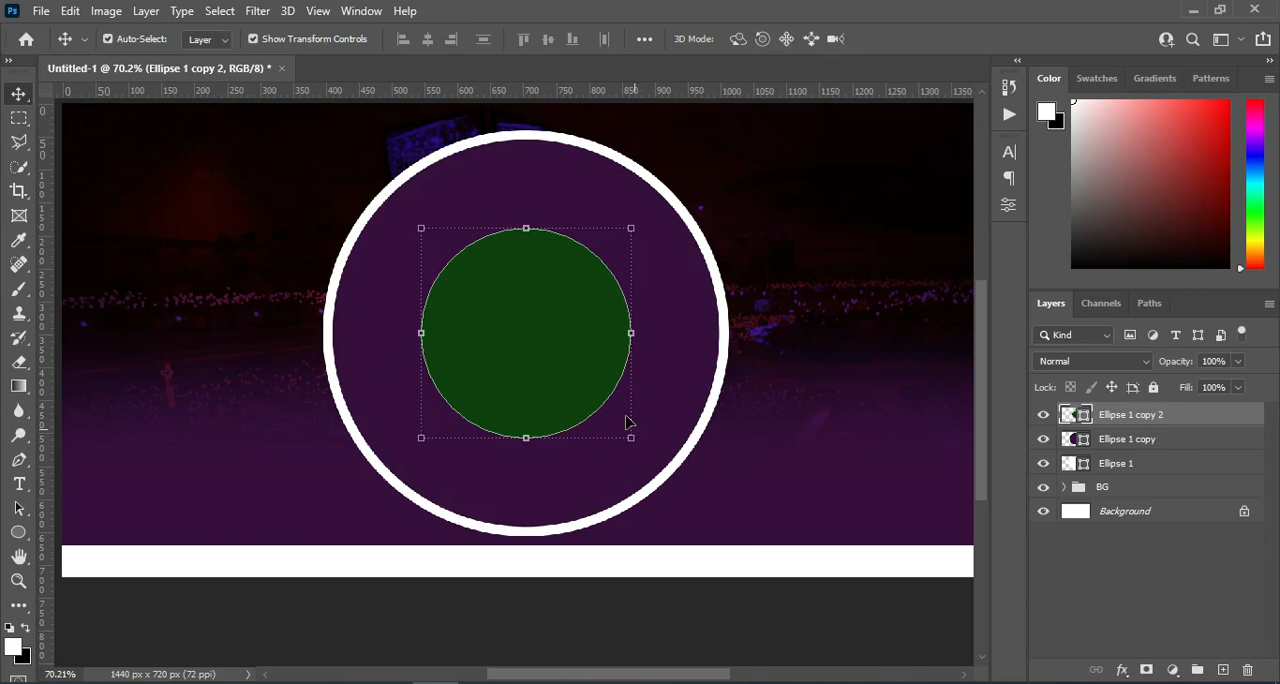 Ps File Edit Image Layer Type Select Filter 3D View Window Help
Auto-Select: Layer Show Transform Controls 3D Mode:
Untitled-1 @ 70.2% (Ellipse 1 copy 2, RGB/8) *
0 50 100 150 200 250 300 350 400 450 500 550 600 650 700 750 800 850 900 950 1000 1050 1100 1150 1200 1250 1300 1350
Color Swatches Gradients Patterns
Layers Channels Paths
Kind
Normal Opacity: 100%
Lock: Fill: 100%
Ellipse 1 copy 2
Ellipse 1 copy
Ellipse 1
BG
Background
70.21% 1440 px x 720 px (72 ppi)